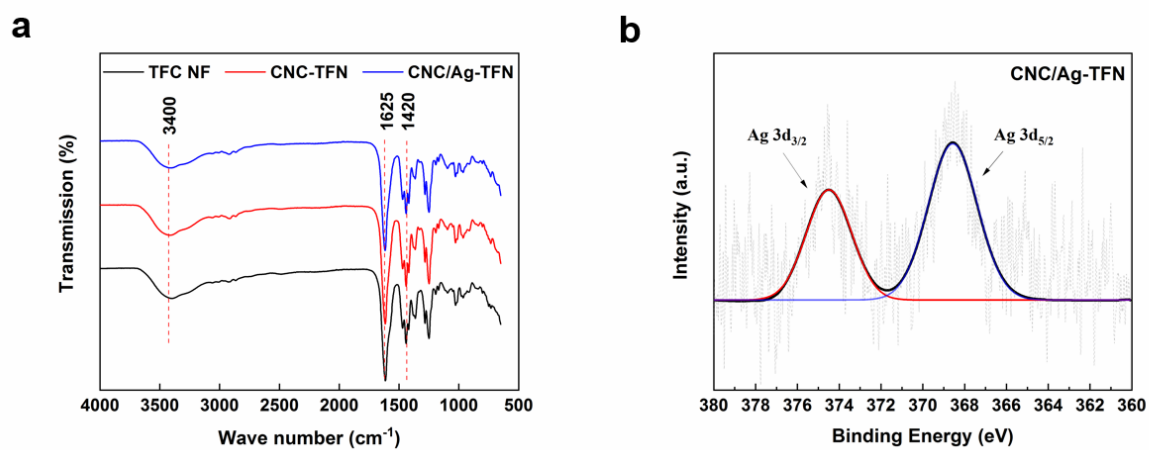 a
TFC NF
CNC-TFN
CNC/Ag-TFN
3400
1625
1420
Transmission (%)
4000 3500 3000 2500 2000 1500 1000 500
Wave number (cm⁻¹)
b
CNC/Ag-TFN
Ag 3d₃/₂
Ag 3d₅/₂
Intensity (a.u.)
380 378 376 374 372 370 368 366 364 362 360
Binding Energy (eV)